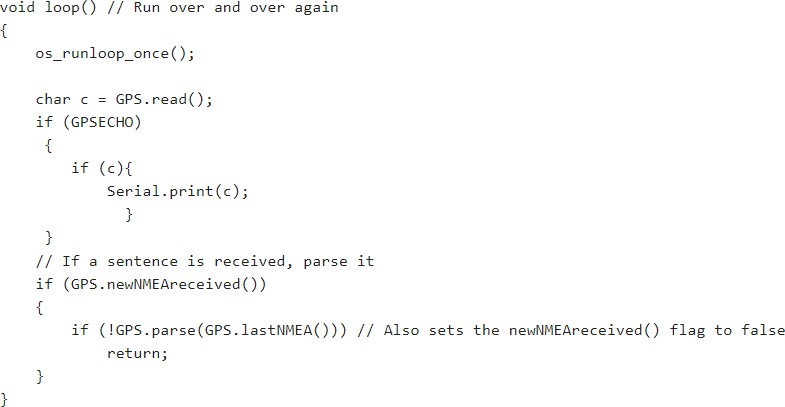 void loop() // Run over and over again
{
    os_runloop_once();

    char c = GPS.read();
    if (GPSECHO)
     {
        if (c){
            Serial.print(c);
              }
     }
    // If a sentence is received, parse it
    if (GPS.newNMEAreceived())
    {
        if (!GPS.parse(GPS.lastNMEA())) // Also sets the newNMEAreceived() flag to false
            return;
    }
}